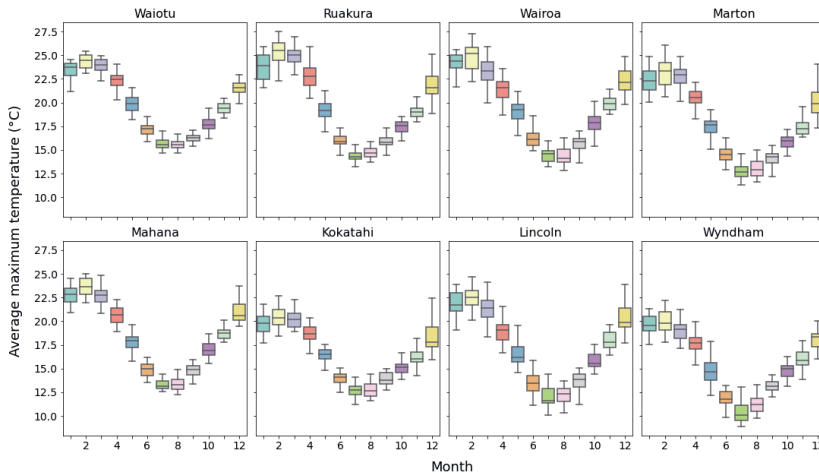 Waiotu
Ruakura
Wairoa
Marton
27.5
25.0
22.5
20.0
17.5
15.0
12.5
10.0
Mahana
Kokatahi
Lincoln
Wyndham
27.5
25.0
22.5
20.0
17.5
15.0
12.5
10.0
Average maximum temperature (°C)
2 4 6 8 10 12
2 4 6 8 10 12
2 4 6 8 10 12
2 4 6 8 10 12
Month